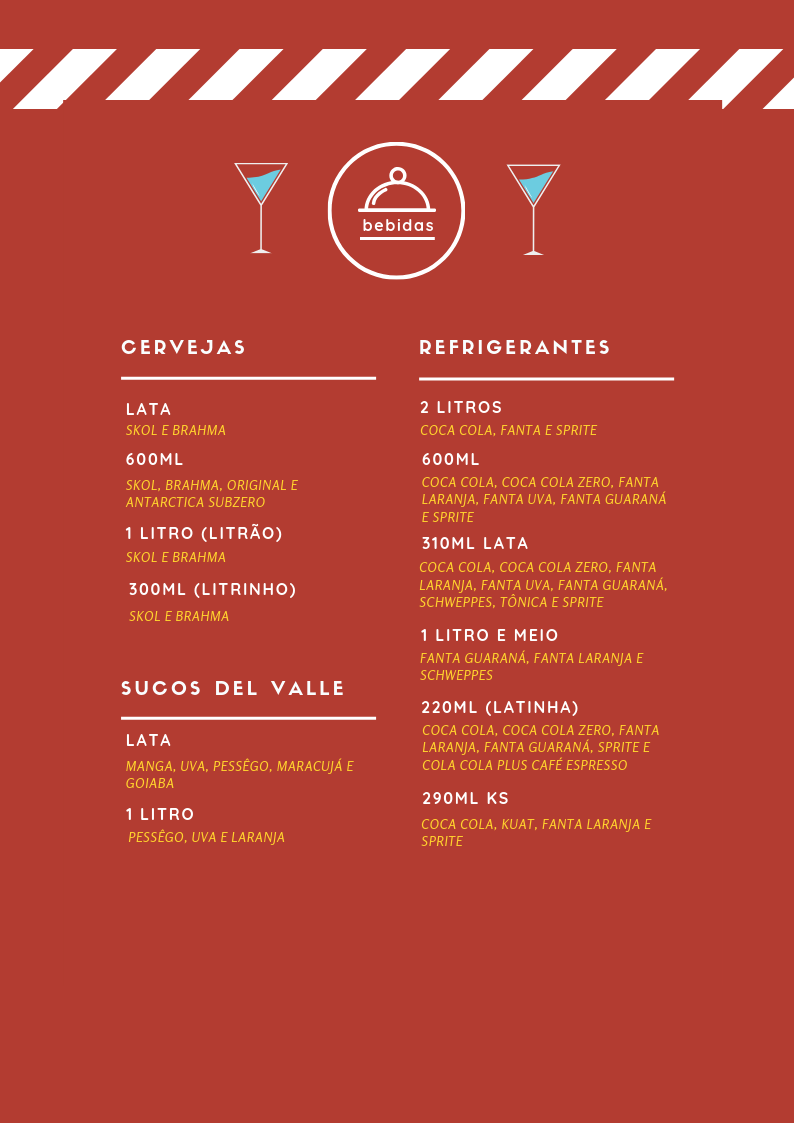 bebidas
CERVEJAS
LATA
SKOL E BRAHMA
600ML
SKOL, BRAHMA, ORIGINAL E
ANTARCTICA SUBZERO
1 LITRO (LITRÃO)
SKOL E BRAHMA
300ML (LITRINHO)
SKOL E BRAHMA
SUCOS DEL VALLE
LATA
MANGA, UVA, PESSÊGO, MARACUJÁ E
GOIABA
1 LITRO
PESSÊGO, UVA E LARANJA
REFRIGERANTES
2 LITROS
COCA COLA, FANTA E SPRITE
600ML
COCA COLA, COCA COLA ZERO, FANTA
LARANJA, FANTA UVA, FANTA GUARANÁ
E SPRITE
310ML LATA
COCA COLA, COCA COLA ZERO, FANTA
LARANJA, FANTA UVA, FANTA GUARANÁ,
SCHWEPPES, TÔNICA E SPRITE
1 LITRO E MEIO
FANTA GUARANÁ, FANTA LARANJA E
SCHWEPPES
220ML (LATINHA)
COCA COLA, COCA COLA ZERO, FANTA
LARANJA, FANTA GUARANÁ, SPRITE E
COLA COLA PLUS CAFÉ ESPRESSO
290ML KS
COCA COLA, KUAT, FANTA LARANJA E
SPRITE